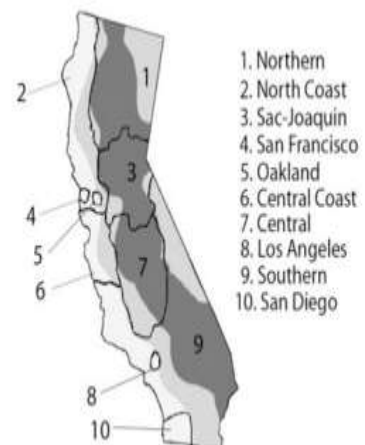 1
2
3
4
5
6
7
8
9
10
1. Northern
2. North Coast
3. Sac-Joaquin
4. San Francisco
5. Oakland
6. Central Coast
7. Central
8. Los Angeles
9. Southern
10. San Diego